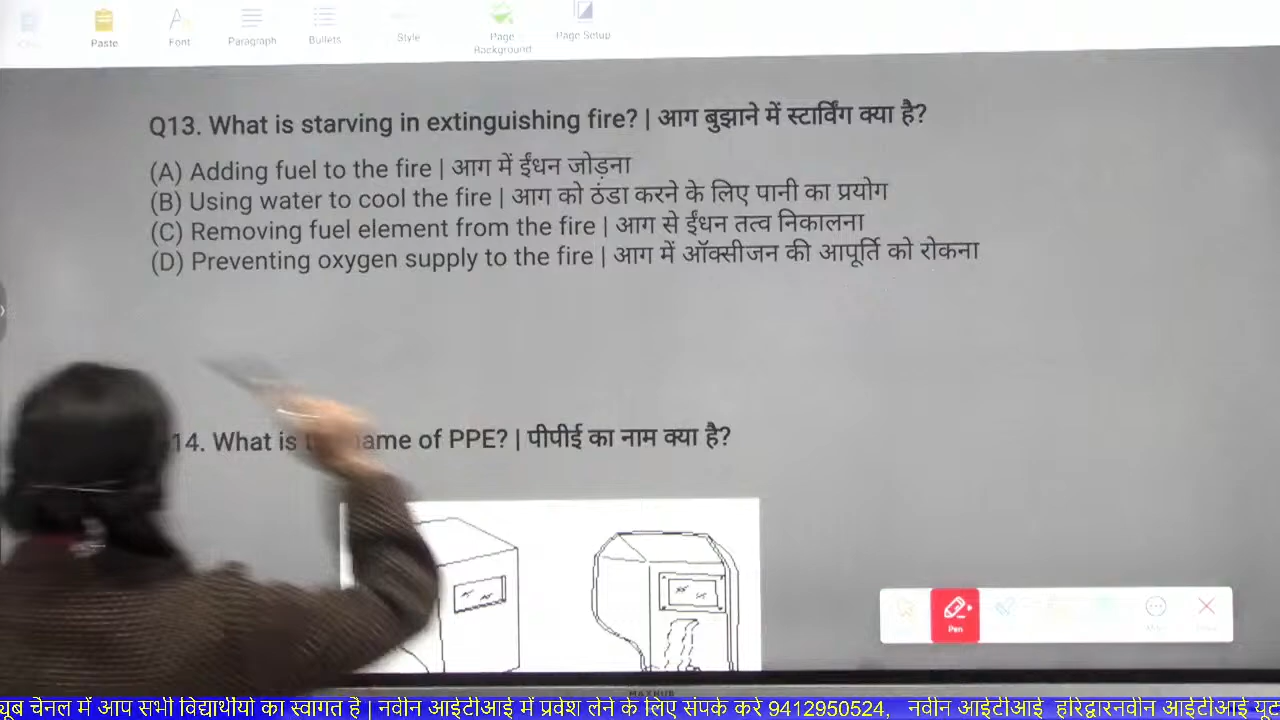 Paste
Font
Paragraph
Bullets
Style
Page Background
Page Setup
Q13. What is starving in extinguishing fire? | आग बुझाने में स्टार्विंग क्या है?
(A) Adding fuel to the fire | आग में ईंधन जोड़ना
(B) Using water to cool the fire | आग को ठंडा करने के लिए पानी का प्रयोग
(C) Removing fuel element from the fire | आग से ईंधन तत्व निकालना
(D) Preventing oxygen supply to the fire | आग में ऑक्सीजन की आपूर्ति को रोकना
14. What is ame of PPE? | पीपीई का नाम क्या है?
Pen
MAXHUB
यूब चैनल में आप सभी विद्यार्थीयो का स्वागत है | नवीन आईटीआई में प्रवेश लेने के लिए संपर्क करे 9412950524, नवीन आईटीआई हरिद्वारनवीन आईटीआई यूट